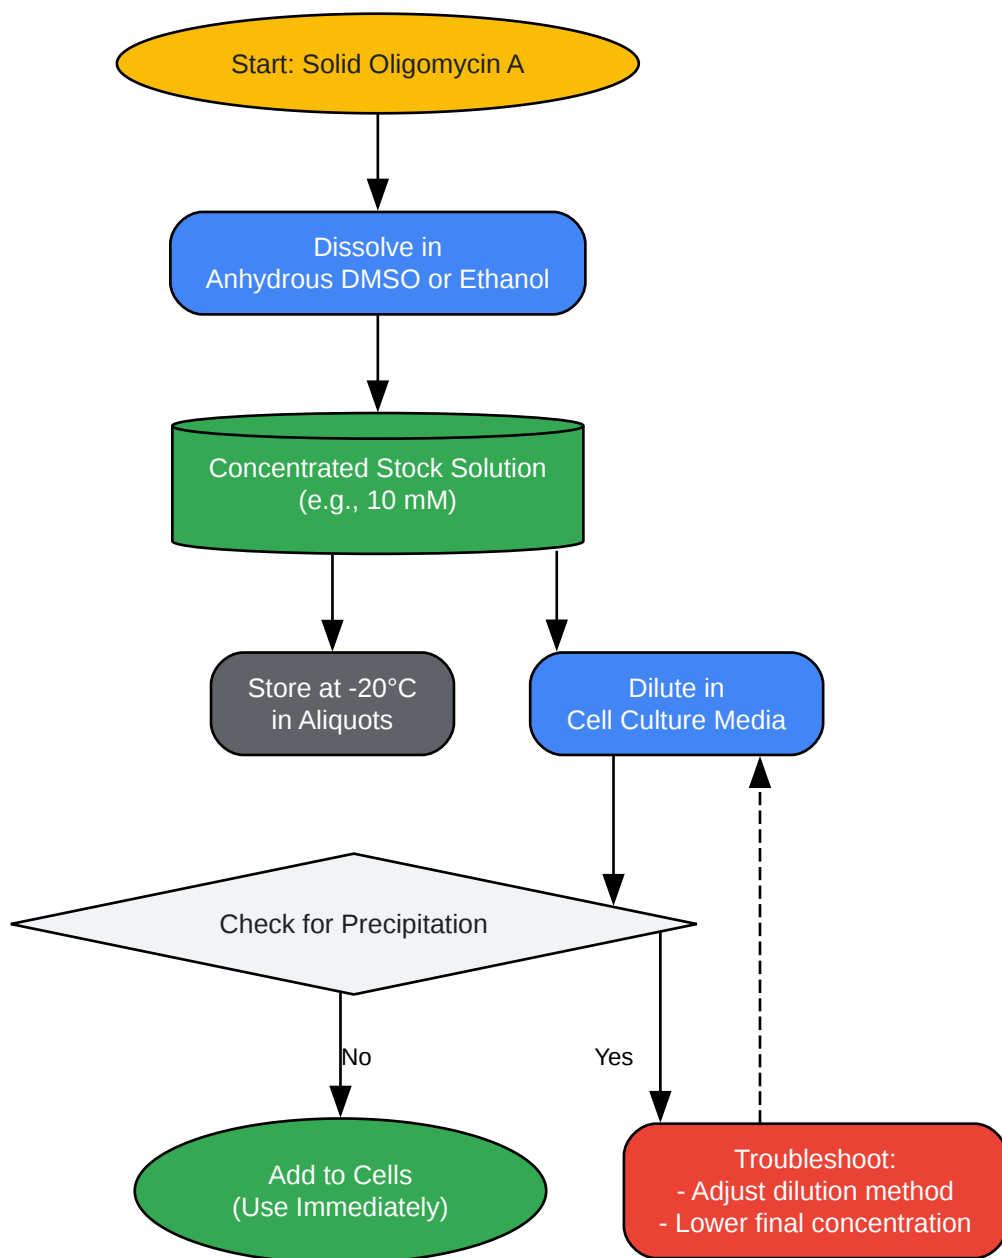 Start: Solid Oligomycin A
Dissolve in
Anhydrous DMSO or Ethanol
Concentrated Stock Solution
(e.g., 10 mM)
Store at -20°C
in Aliquots
Dilute in
Cell Culture Media
Check for Precipitation
No
Yes
Add to Cells
(Use Immediately)
Troubleshoot:
- Adjust dilution method
- Lower final concentration